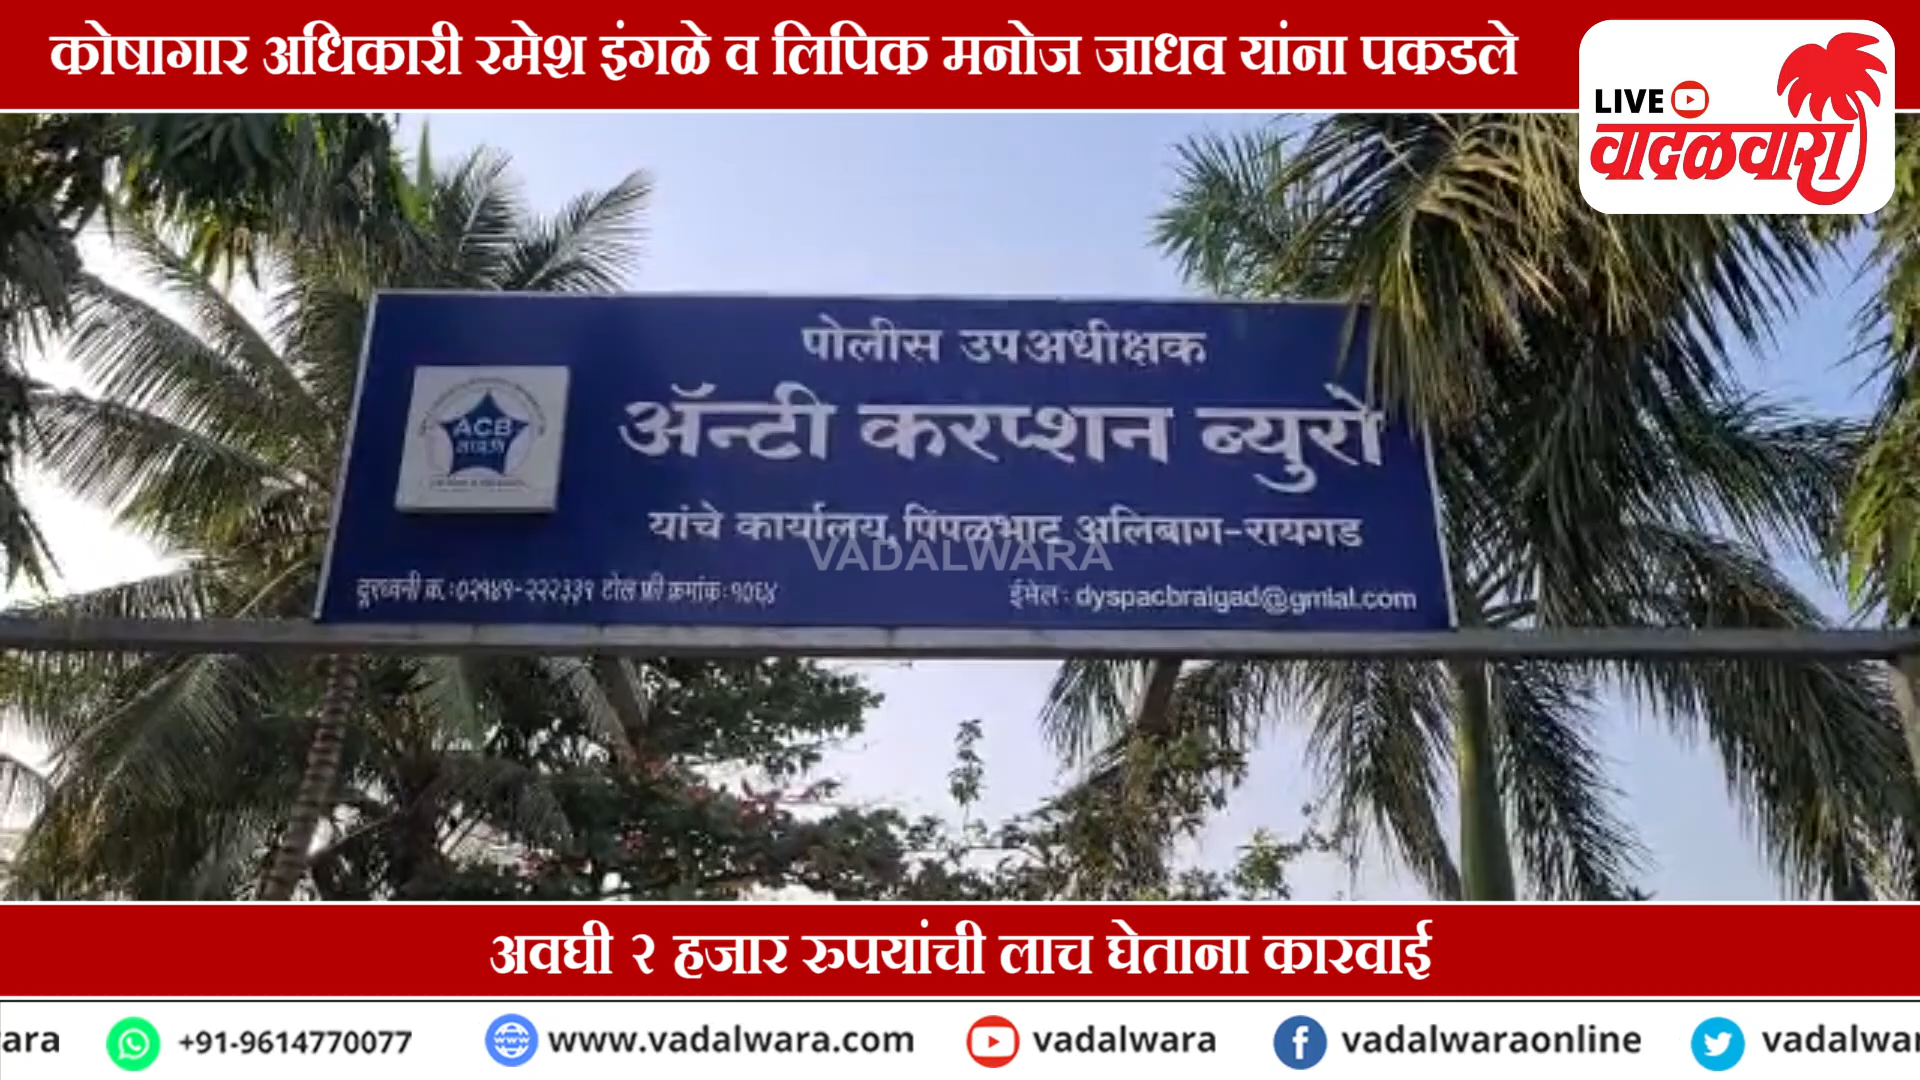 कोषागार अधिकारी रमेश इंगळे व लिपिक मनोज जाधव यांना पकडले
LIVE
वादळवारा
पोलीस उपअधीक्षक
ॲन्टी करप्शन ब्युरो
ACB
यांचे कार्यालय, पिंपळभाट अलिबाग-रायगड
VADALWARA
दूरध्वनी क्र.:०२१४१-२२२३३१ टोल फ्री क्रमांक:१०६४
ईमेल: dyspacbraigad@gmial.com
अवघी २ हजार रुपयांची लाच घेताना कारवाई
ara +91-9614770077 www.vadalwara.com vadalwara vadalwaraonline vadalwar